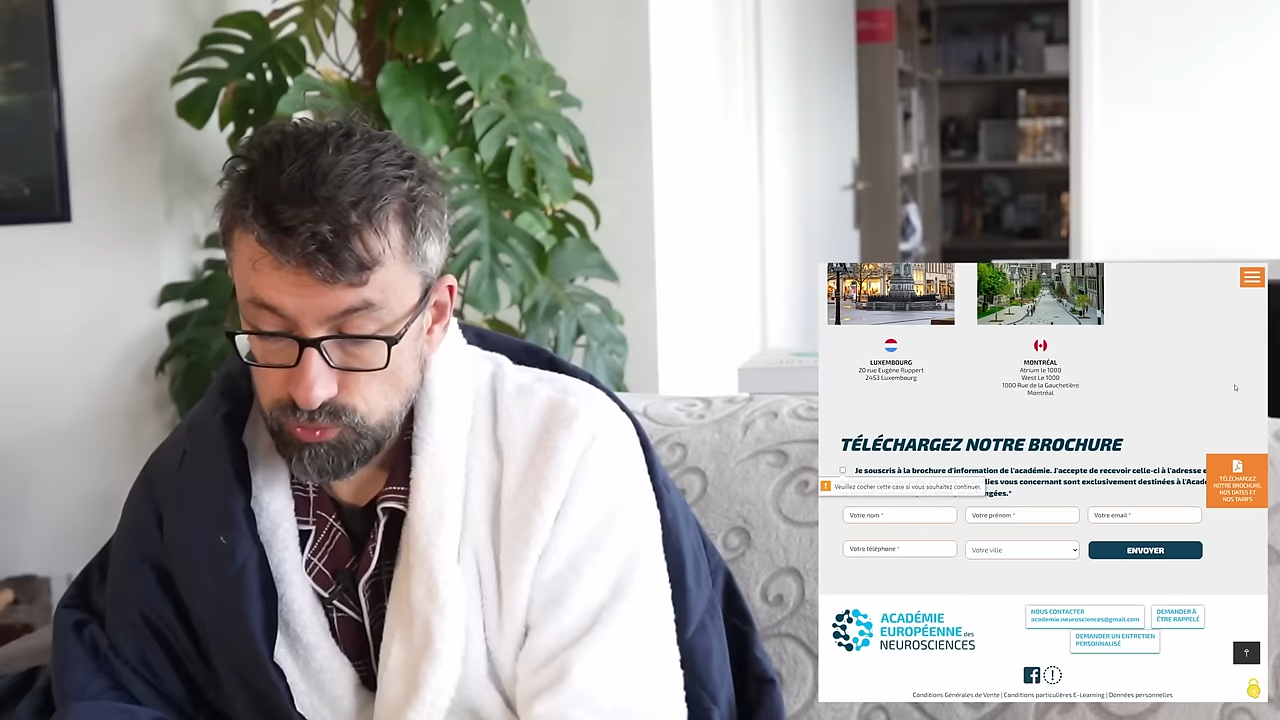 LUXEMBOURG
20 rue Eugène Ruppert
2453 Luxembourg
MONTRÉAL
Atrium le 1000
West Le 1000
1000 Rue de la Gauchetière
Montréal
TÉLÉCHARGEZ NOTRE BROCHURE
Je souscris à la brochure d'information de l'académie. J'accepte de recevoir celle-ci à l'adresse
lies vous concernant sont exclusivement destinées à l'Acad
Veuillez cocher cette case si vous souhaitez continuer.
TÉLÉCHARGEZ
NOTRE BROCHURE,
NOS DATES ET
NOS TARIFS
Votre nom *
Votre prénom *
Votre email *
Votre téléphone *
Votre ville
ENVOYER
ACADÉMIE
EUROPÉENNE des
NEUROSCIENCES
NOUS CONTACTER
academie.neurosciences@gmail.com
DEMANDER À
ÊTRE RAPPELÉ
DEMANDER UN ENTRETIEN
PERSONNALISÉ
Conditions Générales de Vente | Conditions particulières E-Learning | Données personnelles